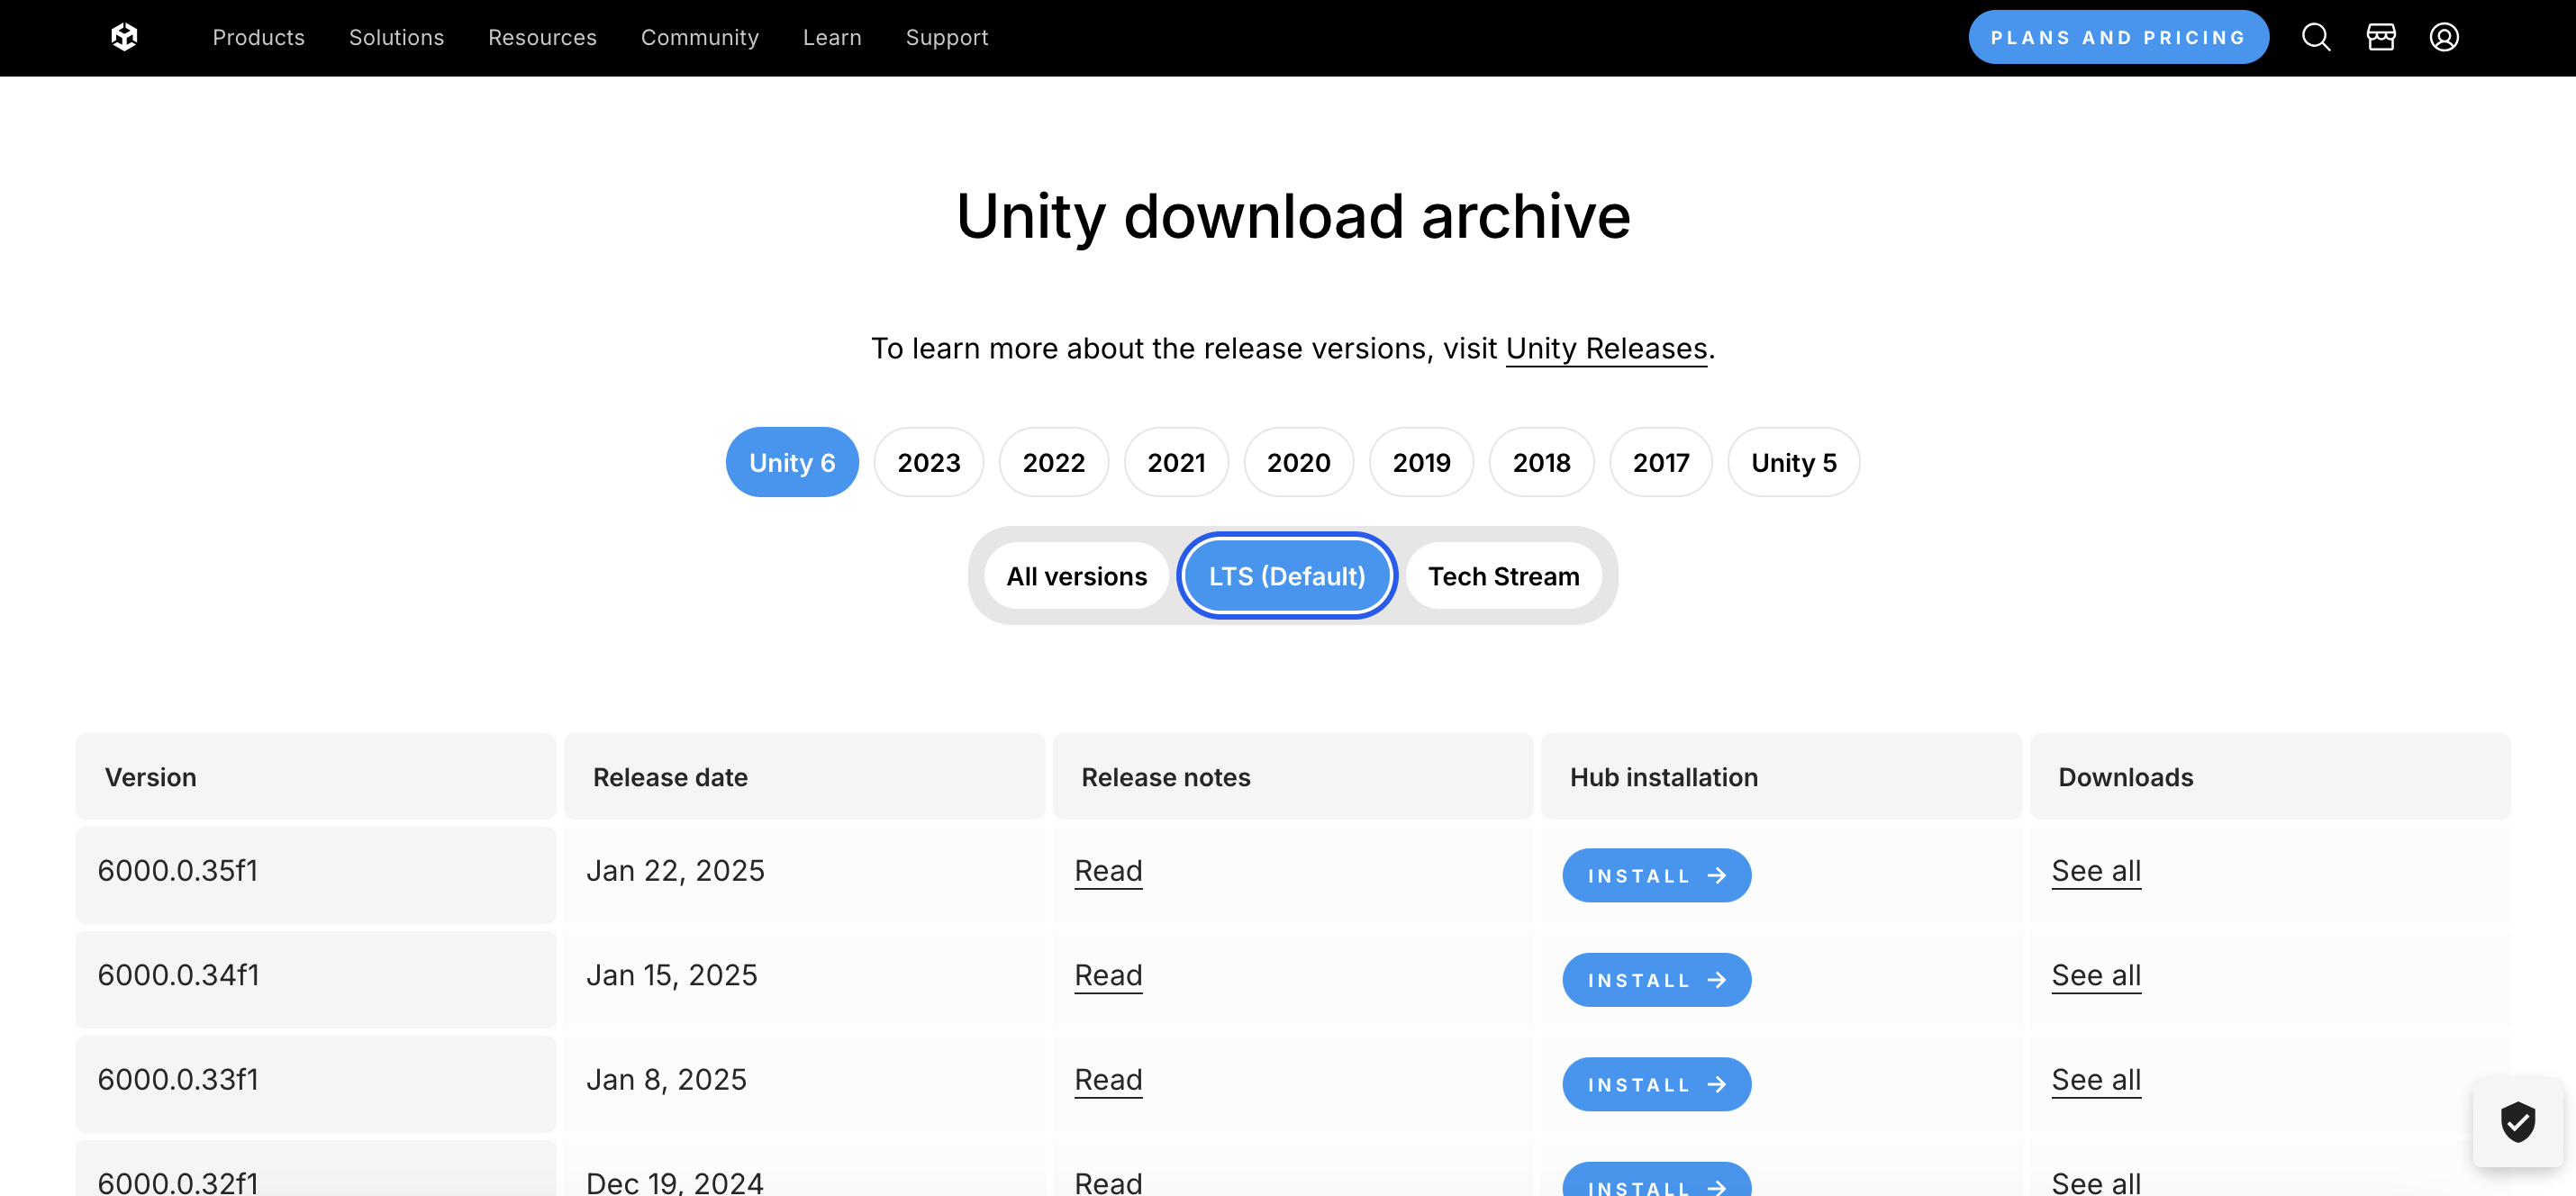 Products Solutions Resources Community Learn Support PLANS AND PRICING
Unity download archive
To learn more about the release versions, visit Unity Releases.
Unity 6 2023 2022 2021 2020 2019 2018 2017 Unity 5
All versions LTS (Default) Tech Stream
Version Release date Release notes Hub installation Downloads
6000.0.35f1 Jan 22, 2025 Read INSTALL → See all
6000.0.34f1 Jan 15, 2025 Read INSTALL → See all
6000.0.33f1 Jan 8, 2025 Read INSTALL → See all
6000.0.32f1 Dec 19, 2024 Read INSTALL → See all